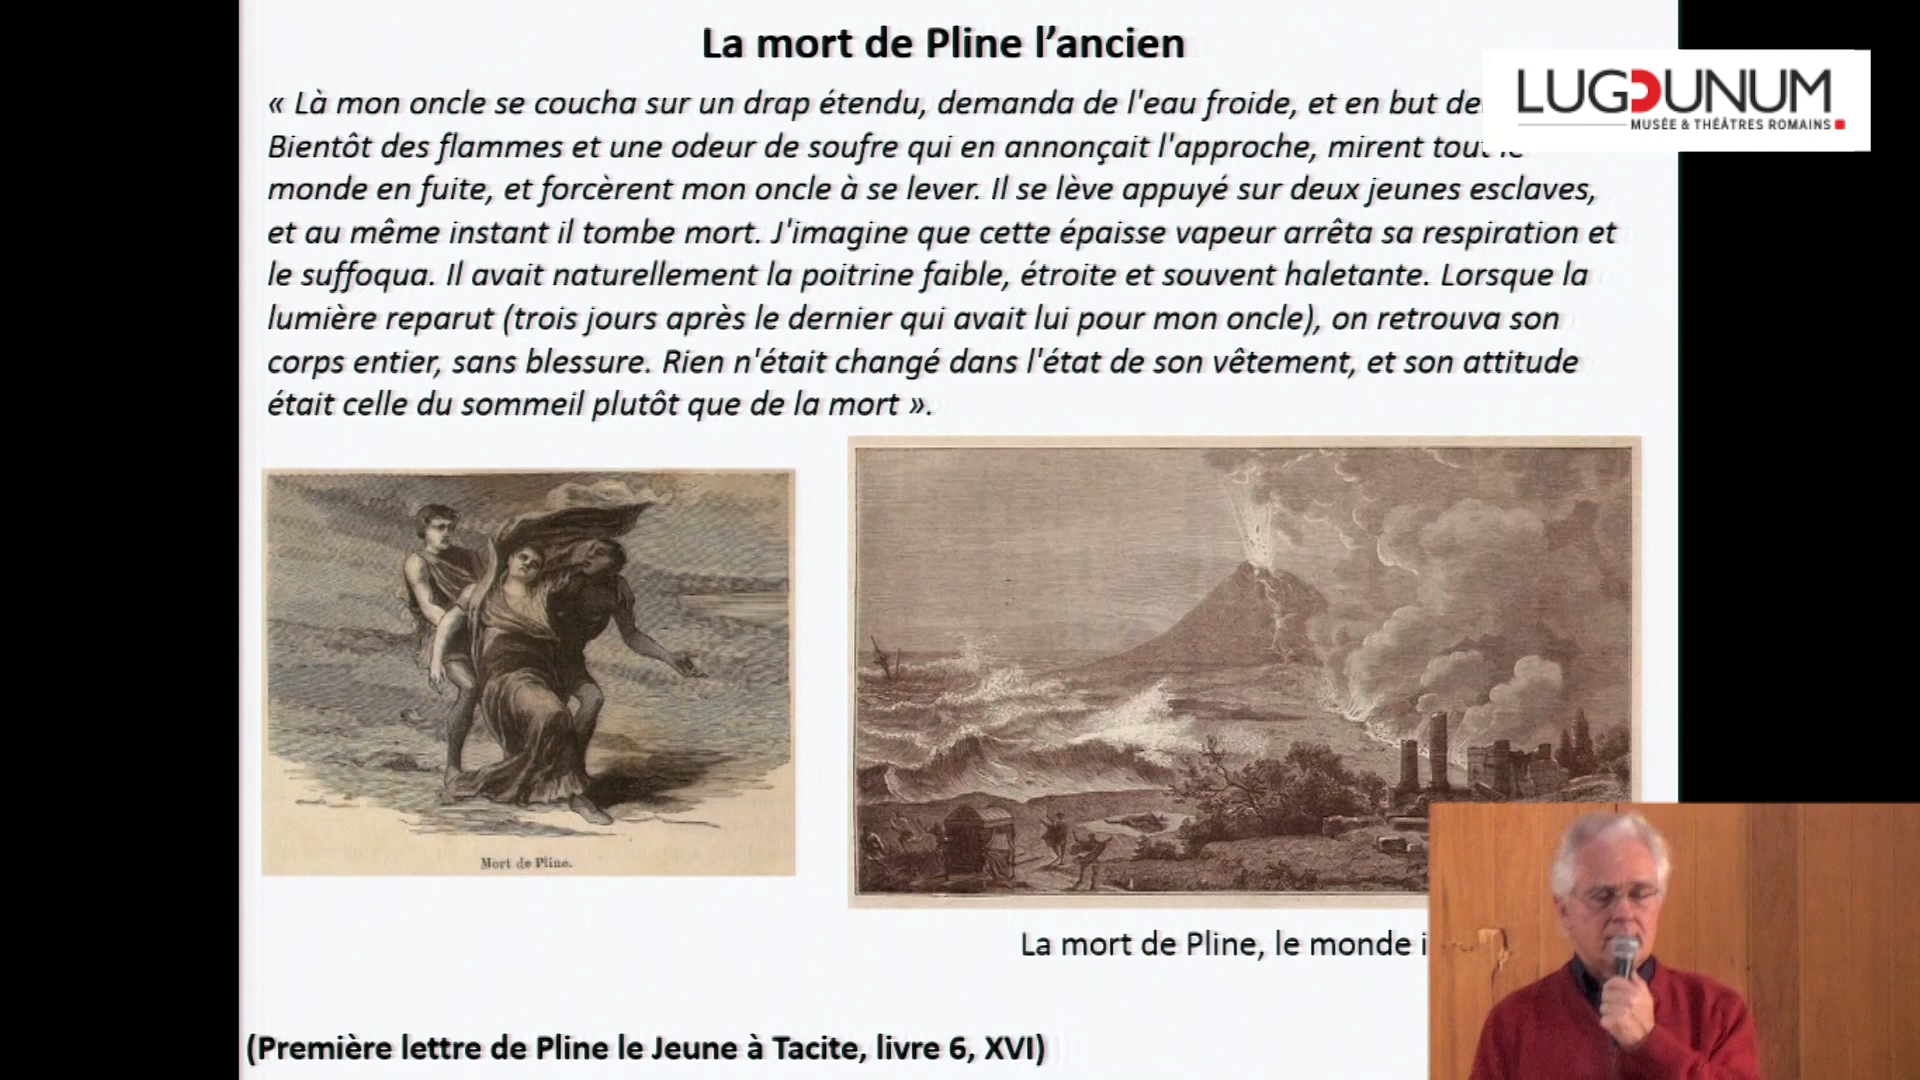 La mort de Pline l'ancien
« Là mon oncle se coucha sur un drap étendu, demanda de l'eau froide, et en but
Bientôt des flammes et une odeur de soufre qui en annonçait l'approche, mirent tout le
monde en fuite, et forcèrent mon oncle à se lever. Il se lève appuyé sur deux jeunes esclaves,
et au même instant il tombe mort. J'imagine que cette épaisse vapeur arrêta sa respiration et
le suffoqua. Il avait naturellement la poitrine faible, étroite et souvent haletante. Lorsque la
lumière reparut (trois jours après le dernier qui avait lui pour mon oncle), on retrouva son
corps entier, sans blessure. Rien n'était changé dans l'état de son vêtement, et son attitude
était celle du sommeil plutôt que de la mort ».
LUGDUNUM
MUSÉE & THÉÂTRES ROMAINS
Mort de Pline.
La mort de Pline, le monde
(Première lettre de Pline le Jeune à Tacite, livre 6, XVI)